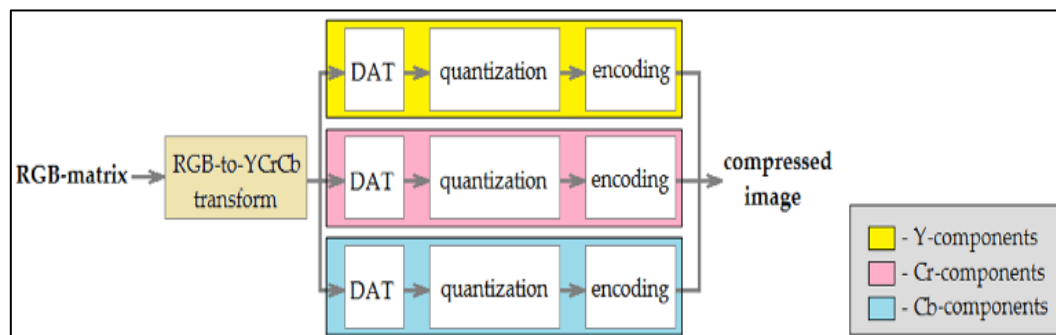 RGB-matrix
RGB-to-YCrCb
transform
DAT
quantization
encoding
DAT
quantization
encoding
DAT
quantization
encoding
compressed
image
- Y-components
- Cr-components
- Cb-components